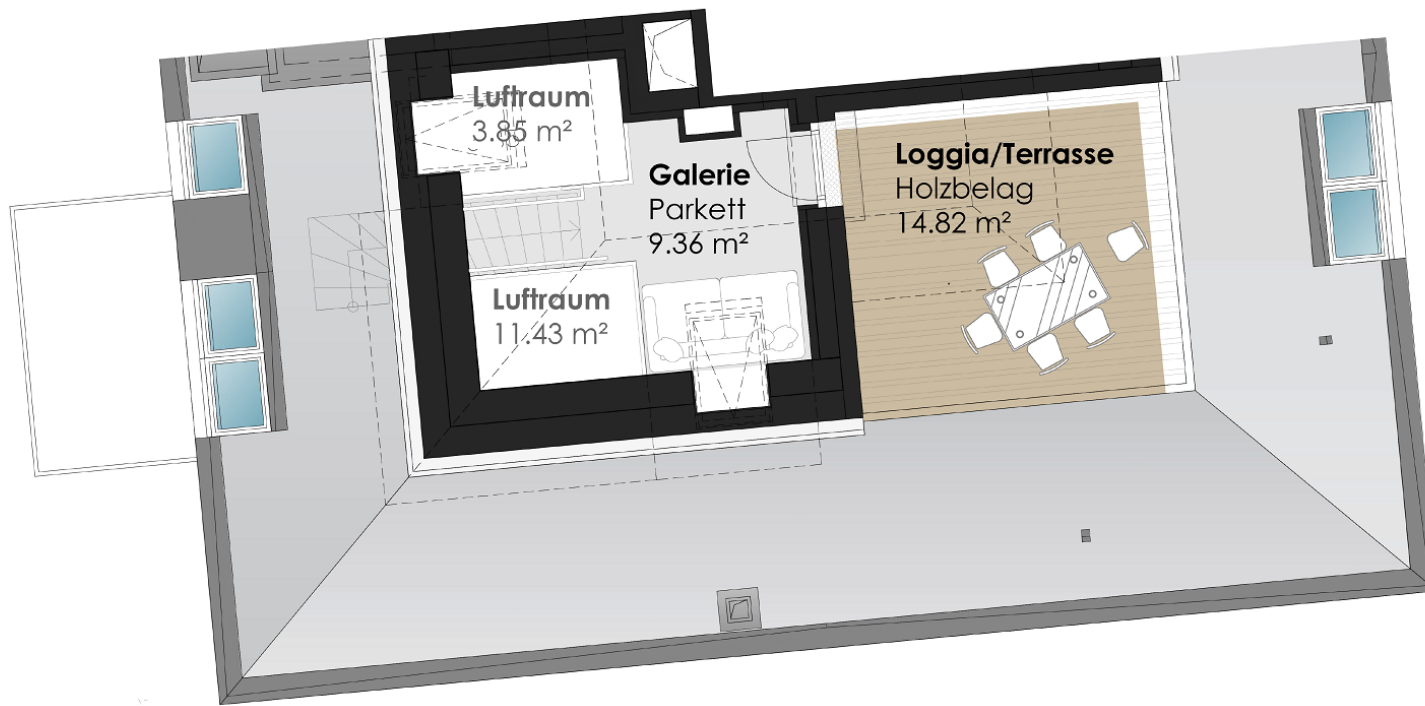 Luftraum
3.85 m²
Galerie
Parkett
9.36 m²
Loggia/Terrasse
Holzbelag
14.82 m²
Luftraum
11.43 m²